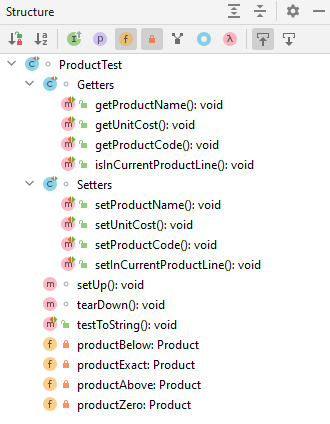 Structure
ProductTest
Getters
getProductName(): void
getUnitCost(): void
getProductCode(): void
isInCurrentProductLine(): void
Setters
setProductName(): void
setUnitCost(): void
setProductCode(): void
setInCurrentProductLine(): void
setUp(): void
tearDown(): void
testToString(): void
productBelow: Product
productExact: Product
productAbove: Product
productZero: Product